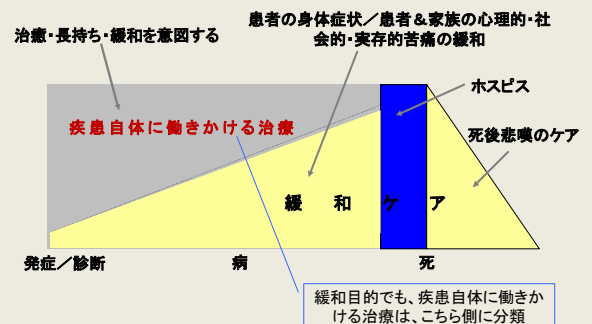 患者の身体症状／患者＆家族の心理的・社
会的・実存的苦痛の緩和
治癒・長持ち・緩和を意図する
ホスピス
疾患自体に働きかける治療
死後悲嘆のケア
緩和ケア
発症／診断
病
死
緩和目的でも、疾患自体に働きか
ける治療は、こちら側に分類